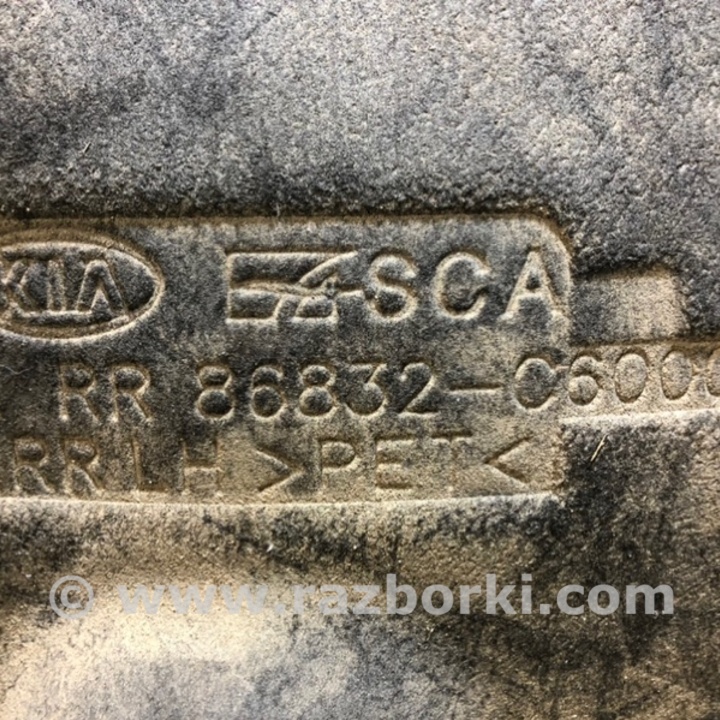 KIA SCA
RR 86832-C6000
RR LH >PET<
© www.razborki.com